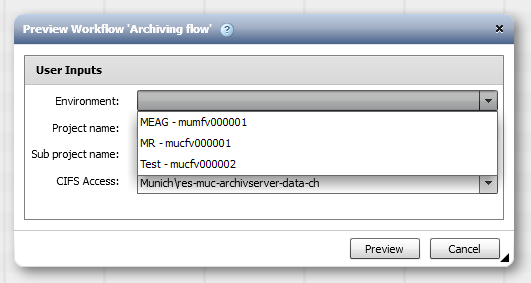 Preview Workflow 'Archiving flow' ?
User Inputs
Environment:
MEAG - mumfv000001
Project name:
MR - mucfv000001
Sub project name:
Test - mucfv000002
CIFS Access:
Munich\res-muc-archivserver-data-ch
Preview
Cancel